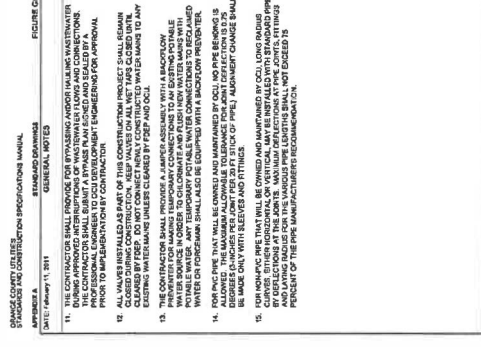 ORANGE COUNTY UTILITIES
STANDARDS AND CONSTRUCTION SPECIFICATIONS MANUAL
APPENDIX A STANDARD DRAWINGS FIGURE G
DATE: February 11, 2011 GENERAL NOTES
11. THE CONTRACTOR SHALL PROVIDE FOR BYPASSING AND/OR HAULING WASTEWATER
DURING APPROVED INTERRUPTIONS OF WASTEWATER FLOWS AND CONNECTIONS.
THE CONTRACTOR SHALL SUBMIT A BYPASS PLAN SIGNED AND SEALED BY A
PROFESSIONAL ENGINEER TO OCU DEVELOPMENT ENGINEERING FOR APPROVAL
PRIOR TO IMPLEMENTATION BY CONTRACTOR
12. ALL VALVES INSTALLED AS PART OF THIS CONSTRUCTION PROJECT SHALL REMAIN
CLOSED DURING CONSTRUCTION. KEEP VALVES ON ALL WET TAPS CLOSED UNTIL
CLEARED BY FDEP. DO NOT CONNECT NEWLY CONSTRUCTED WATER MAINS TO ANY
EXISTING WATER MAINS UNLESS CLEARED BY FDEP AND OCU.
13. THE CONTRACTOR SHALL PROVIDE A JUMPER ASSEMBLY WITH A BACKFLOW
PREVENTER FOR MAKING TEMPORARY CONNECTIONS TO AN EXISTING POTABLE
WATER SOURCE IN ORDER TO CHLORINATE AND FLUSH NEW WATER MAINS WITH
POTABLE WATER. ANY TEMPORARY POTABLE WATER CONNECTIONS TO RECLAIMED
WATER OR FORCEMAIN SHALL ALSO BE EQUIPPED WITH A BACKFLOW PREVENTER.
14. FOR PVC PIPE THAT WILL BE OWNED AND MAINTAINED BY OCU, NO PIPE BENDING IS
ALLOWED. THE MAXIMUM ALLOWABLE TOLERANCE FOR JOINT DEFLECTION IS 0.75
DEGREES (3-INCHES PER JOINT PER 20 FT STICK OF PIPE.) ALIGNMENT CHANGE SHAL
BE MADE ONLY WITH SLEEVES AND FITTINGS.
15. FOR NON-PVC PIPE THAT WILL BE OWNED AND MAINTAINED BY OCU, LONG RADIUS
CURVES, EITHER HORIZONTAL OR VERTICAL, MAY BE INSTALLED WITH STANDARD PIPE
BY DEFLECTIONS AT THE JOINTS. MAXIMUM DEFLECTIONS AT PIPE JOINTS, FITTINGS
AND LAYING RADIUS FOR THE VARIOUS PIPE LENGTHS SHALL NOT EXCEED 75
PERCENT OF THE PIPE MANUFACTURER'S RECOMMENDATION.